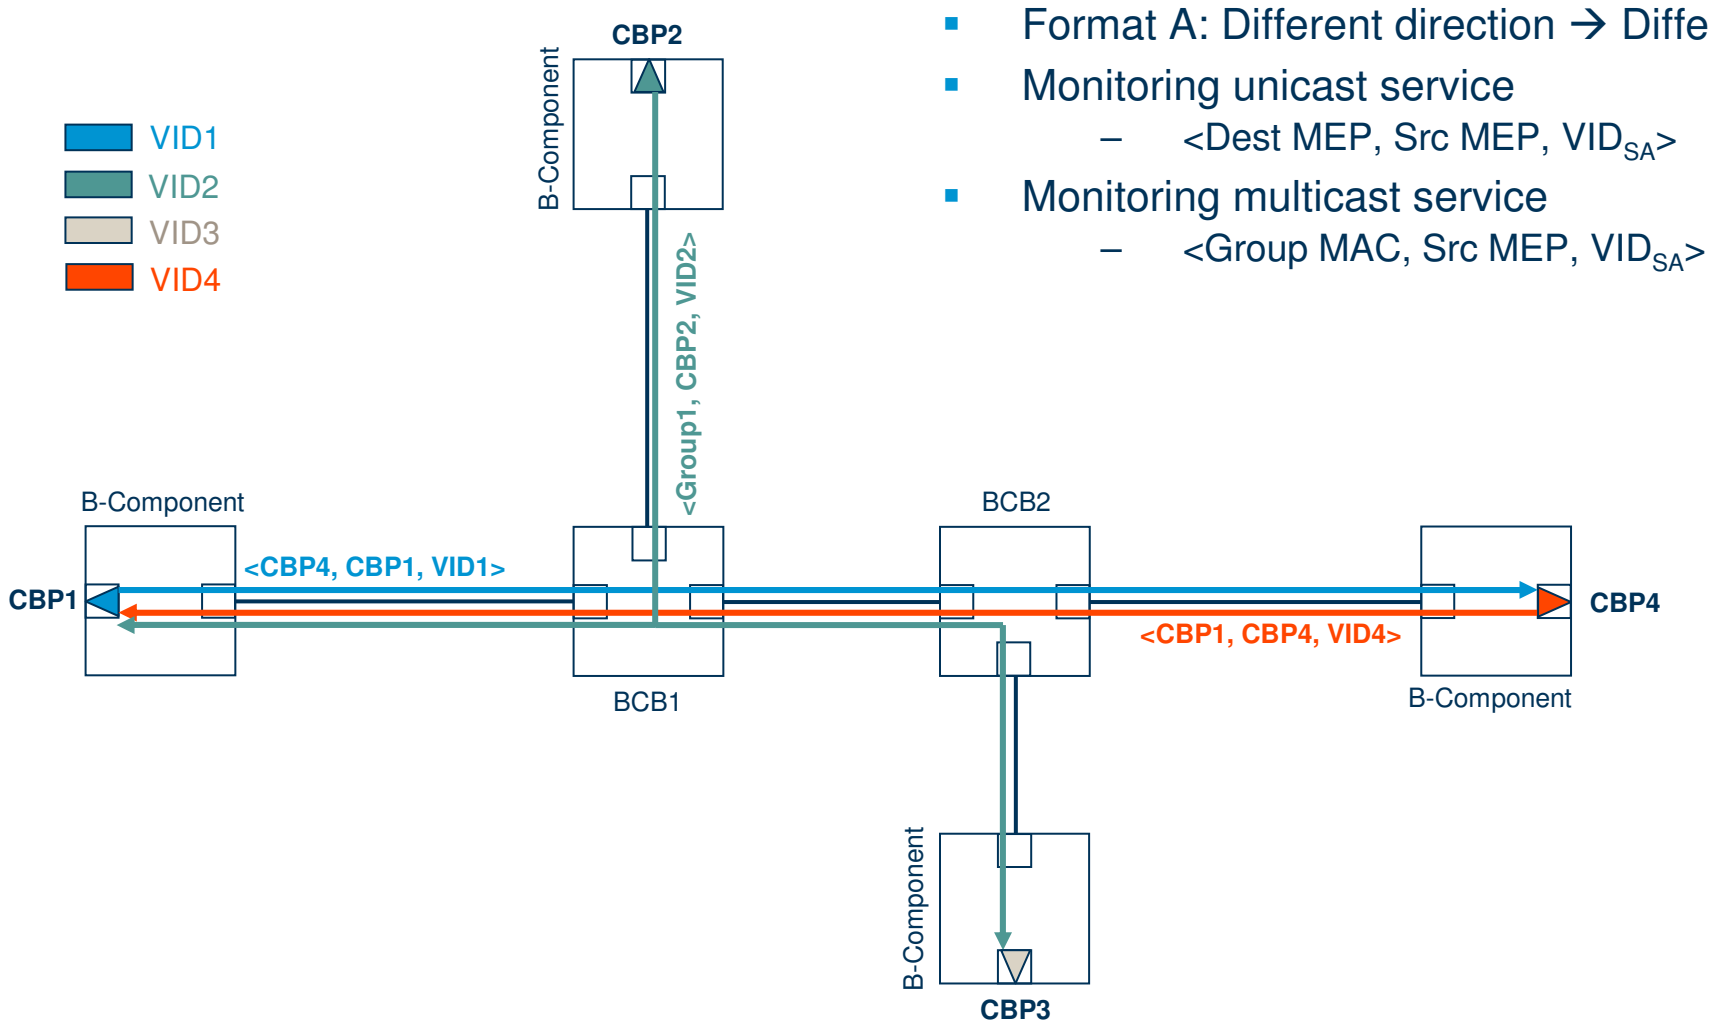 CBP2
B-Component
VID1
VID2
VID3
VID4
▪ Format A: Different direction → Diffe
▪ Monitoring unicast service
– <Dest MEP, Src MEP, VIDSA>
▪ Monitoring multicast service
– <Group MAC, Src MEP, VIDSA>
<Group1, CBP2, VID2>
B-Component
BCB2
<CBP4, CBP1, VID1>
CBP1
CBP4
<CBP1, CBP4, VID4>
BCB1
B-Component
B-Component
CBP3